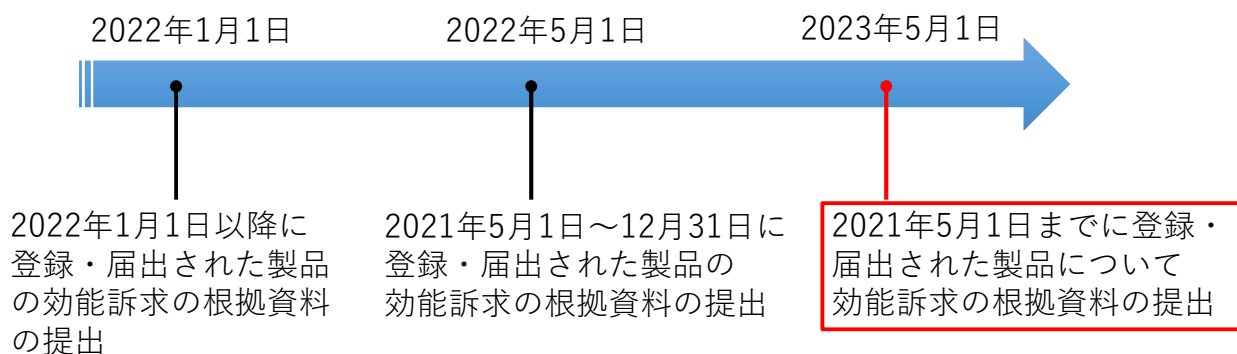 2022年1月1日
2022年5月1日
2023年5月1日
2022年1月1日以降に
登録・届出された製品
の効能訴求の根拠資料
の提出
2021年5月1日～12月31日に
登録・届出された製品の
効能訴求の根拠資料の提出
2021年5月1日までに登録・
届出された製品について
効能訴求の根拠資料の提出